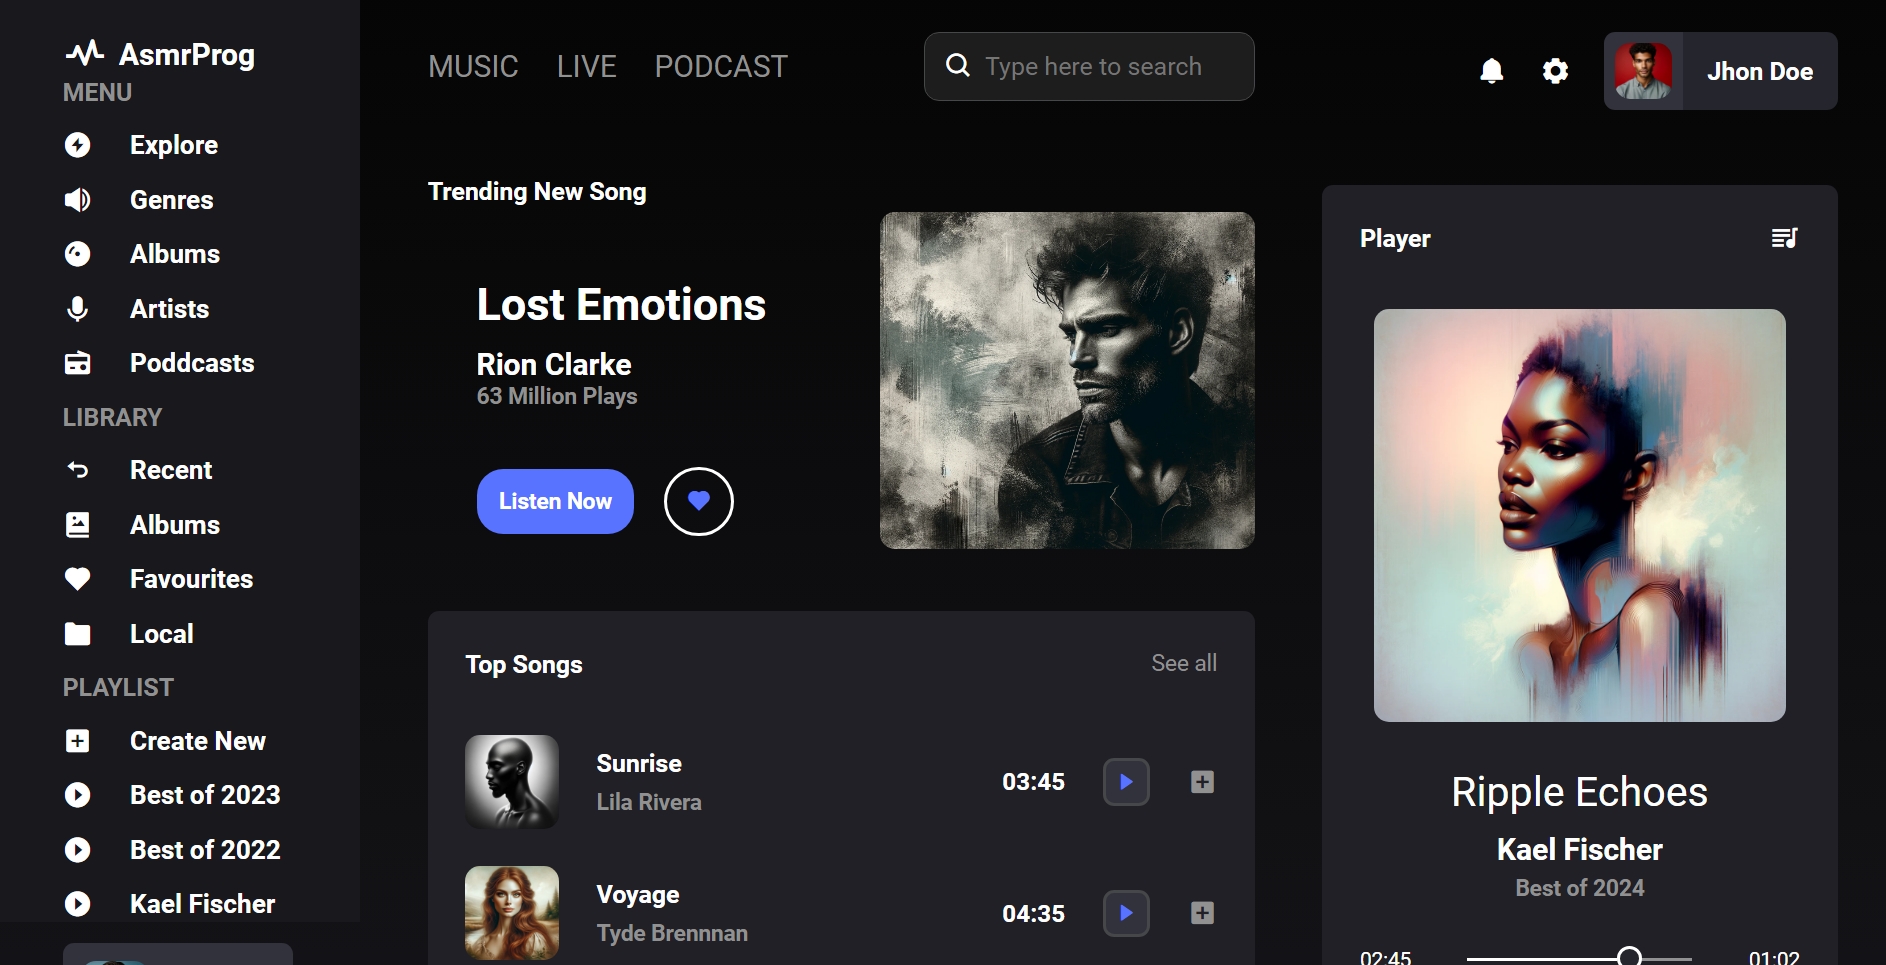 AsmrProg
MENU
Explore
Genres
Albums
Artists
Poddcasts
LIBRARY
Recent
Albums
Favourites
Local
PLAYLIST
Create New
Best of 2023
Best of 2022
Kael Fischer
MUSIC LIVE PODCAST
Type here to search
Jhon Doe
Trending New Song
Lost Emotions
Rion Clarke
63 Million Plays
Listen Now
Top Songs See all
Sunrise
Lila Rivera
03:45
Voyage
Tyde Brennnan
04:35
Player
Ripple Echoes
Kael Fischer
Best of 2024
02:45 01:02